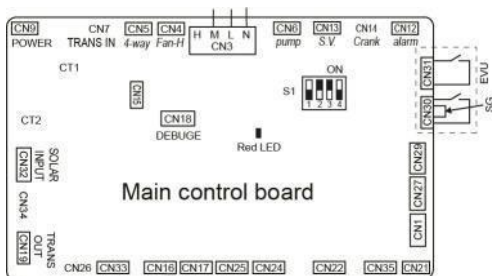 CN9
CN7
CN5
CN4
H M L N
CN3
CN6
CN13
CN14
CN12
POWER
TRANS IN
4-way
Fan-H
pump
S.V.
Crank
alarm
CT1
ON
CN31
EVU
CN15
S1
1 2 3 4
CN30
SG
CN18
DEBUGE
CT2
Red LED
SOLAR
INPUT
CN32
CN29
Main control board
CN27
CN34
CN1
TRANS
OUT
CN19
CN26
CN33
CN16
CN17
CN25
CN24
CN22
CN35
CN21